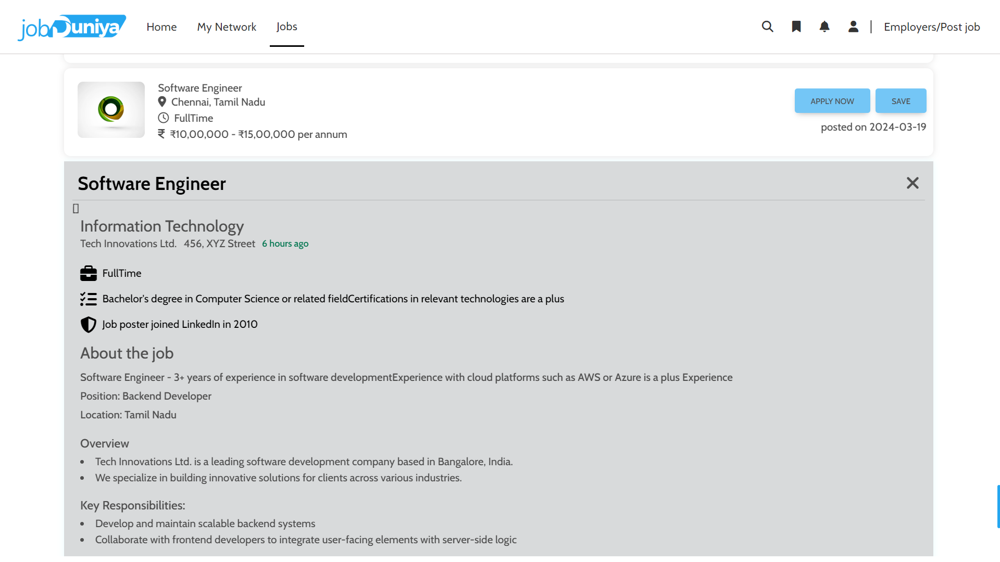 jobDuniya
Home
My Network
Jobs
Employers/Post job
Software Engineer
Chennai, Tamil Nadu
FullTime
₹ ₹10,00,000 - ₹15,00,000 per annum
APPLY NOW
SAVE
posted on 2024-03-19
Software Engineer
Information Technology
Tech Innovations Ltd. 456, XYZ Street 6 hours ago
FullTime
Bachelor's degree in Computer Science or related fieldCertifications in relevant technologies are a plus
Job poster joined LinkedIn in 2010
About the job
Software Engineer - 3+ years of experience in software developmentExperience with cloud platforms such as AWS or Azure is a plus Experience
Position: Backend Developer
Location: Tamil Nadu
Overview
• Tech Innovations Ltd. is a leading software development company based in Bangalore, India.
• We specialize in building innovative solutions for clients across various industries.
Key Responsibilities:
• Develop and maintain scalable backend systems
• Collaborate with frontend developers to integrate user-facing elements with server-side logic